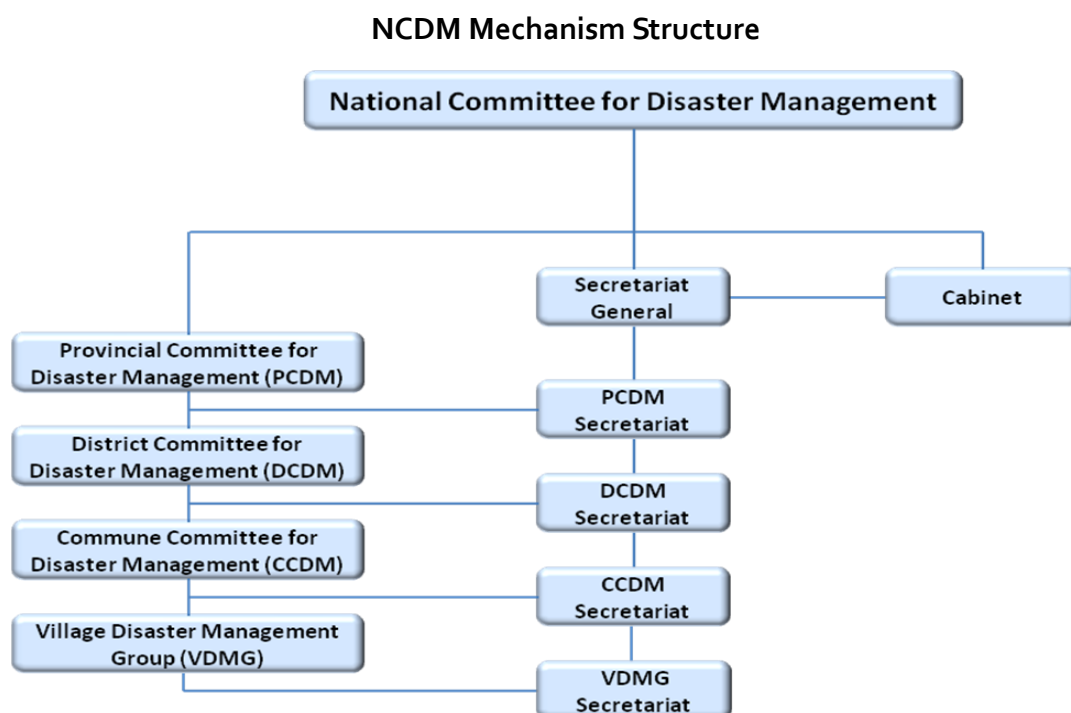 NCDM Mechanism Structure
National Committee for Disaster Management
Secretariat
General
Cabinet
Provincial Committee for
Disaster Management (PCDM)
PCDM
Secretariat
District Committee for
Disaster Management (DCDM)
DCDM
Secretariat
Commune Committee for
Disaster Management (CCDM)
CCDM
Secretariat
Village Disaster Management
Group (VDMG)
VDMG
Secretariat